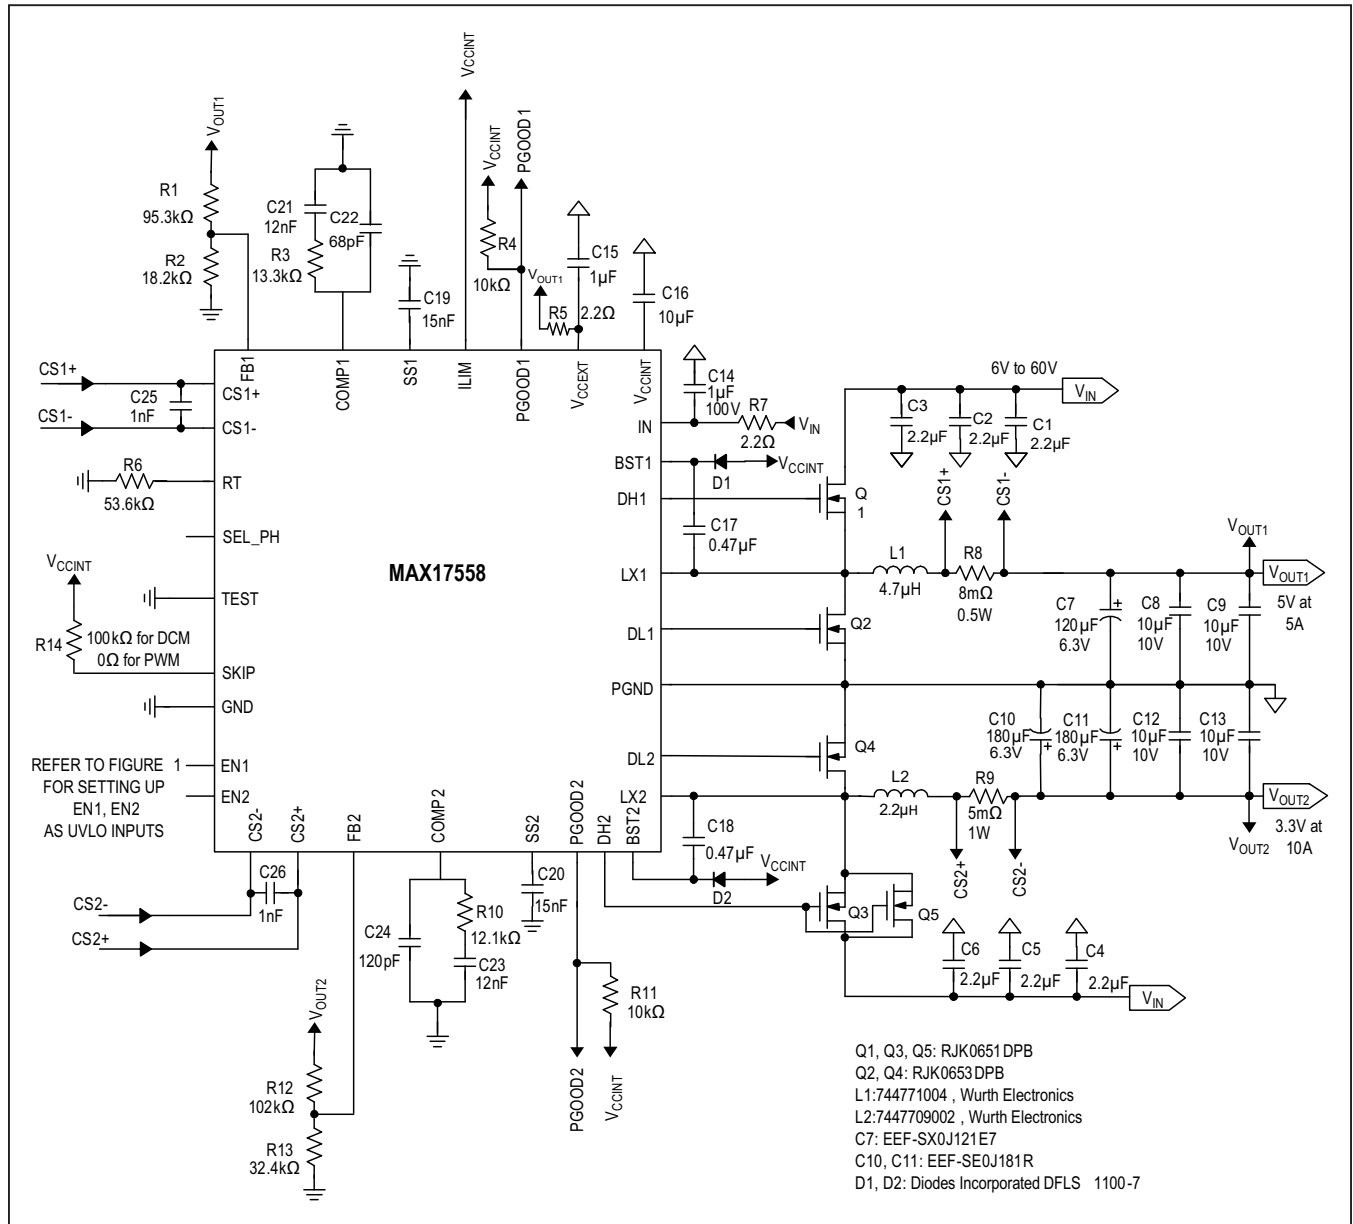 V_CCINT
V_OUT1
R1
95.3kΩ
R2
18.2kΩ
C21
12nF
C22
68pF
R3
13.3kΩ
C19
15nF
V_CCINT
PGOOD1
R4
10kΩ
V_OUT1
R5
2.2Ω
C15
1µF
C16
10µF
FB1
COMP1
SS1
ILIM
PGOOD1
V_CCEXT
V_CCINT
CS1+
CS1-
C25
1nF
CS1+
CS1-
R6
53.6kΩ
RT
SEL_PH
V_CCINT
TEST
R14
100kΩ for DCM
0Ω for PWM
SKIP
GND
REFER TO FIGURE 1
FOR SETTING UP
EN1, EN2
AS UVLO INPUTS
EN1
EN2
MAX17558
IN
BST1
DH1
LX1
DL1
PGND
DL2
LX2
CS2-
CS2+
FB2
COMP2
SS2
PGOOD2
DH2
BST2
C14
1µF
100V
R7
2.2Ω
V_IN
D1
V_CCINT
C17
0.47µF
6V to 60V
V_IN
C3
2.2µF
C2
2.2µF
C1
2.2µF
Q
1
CS1+
CS1-
L1
4.7µH
R8
8mΩ
0.5W
V_OUT1
V_OUT1
5V at
5A
Q2
C7
120µF
6.3V
C8
10µF
10V
C9
10µF
10V
C10
180µF
6.3V
C11
180µF
6.3V
C12
10µF
10V
C13
10µF
10V
Q4
L2
2.2µH
R9
5mΩ
1W
V_OUT2
3.3V at
10A
V_OUT2
CS2+
CS2-
C18
0.47µF
V_CCINT
D2
Q3
Q5
C6
2.2µF
C5
2.2µF
C4
2.2µF
V_IN
CS2-
CS2+
C26
1nF
C24
120pF
R10
12.1kΩ
C23
12nF
C20
15nF
R11
10kΩ
PGOOD2
V_CCINT
V_OUT2
R12
102kΩ
R13
32.4kΩ
Q1, Q3, Q5: RJK0651DPB
Q2, Q4: RJK0653DPB
L1:744771004 , Wurth Electronics
L2:7447709002 , Wurth Electronics
C7: EEF-SX0J121E7
C10, C11: EEF-SE0J181R
D1, D2: Diodes Incorporated DFLS 1100-7